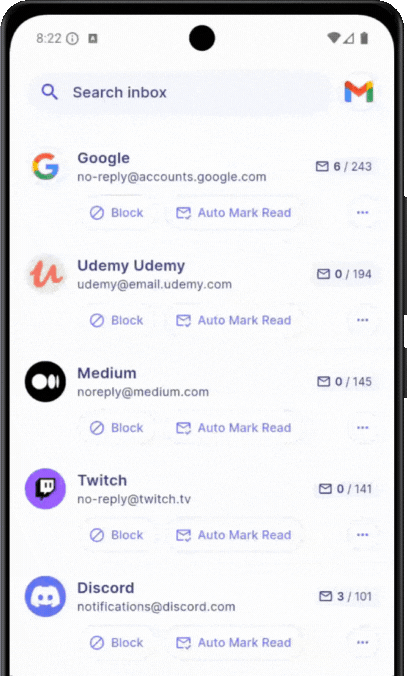 8:22
Search inbox
Google
6 / 243
no-reply@accounts.google.com
Block Auto Mark Read
Udemy Udemy
0 / 194
udemy@email.udemy.com
Block Auto Mark Read
Medium
0 / 145
noreply@medium.com
Block Auto Mark Read
Twitch
0 / 141
no-reply@twitch.tv
Block Auto Mark Read
Discord
3 / 101
notifications@discord.com
Block Auto Mark Read